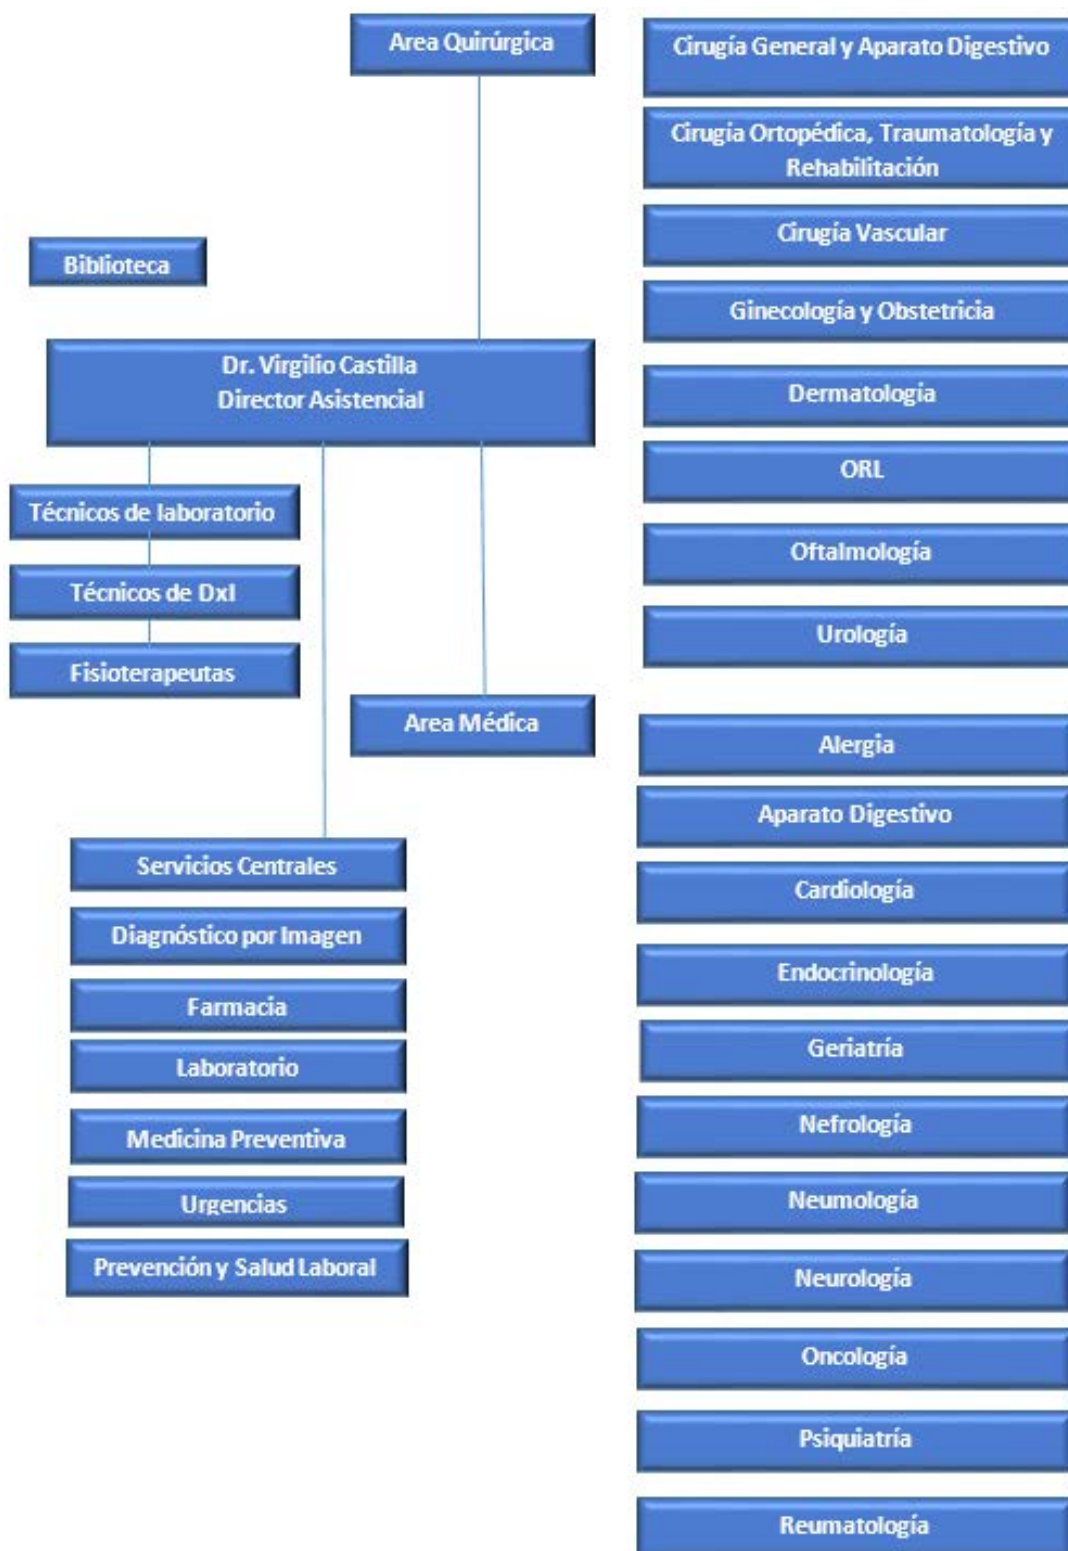 Area Quirúrgica
Cirugía General y Aparato Digestivo
Cirugía Ortopédica, Traumatología y
Rehabilitación
Cirugía Vascular
Ginecología y Obstetricia
Dermatología
ORL
Oftalmología
Urología
Biblioteca
Dr. Virgilio Castilla
Director Asistencial
Técnicos de laboratorio
Técnicos de DxI
Fisioterapeutas
Area Médica
Alergia
Aparato Digestivo
Cardiología
Endocrinología
Geriatría
Nefrología
Neumología
Neurología
Oncología
Psiquiatría
Reumatología
Servicios Centrales
Diagnóstico por Imagen
Farmacia
Laboratorio
Medicina Preventiva
Urgencias
Prevención y Salud Laboral